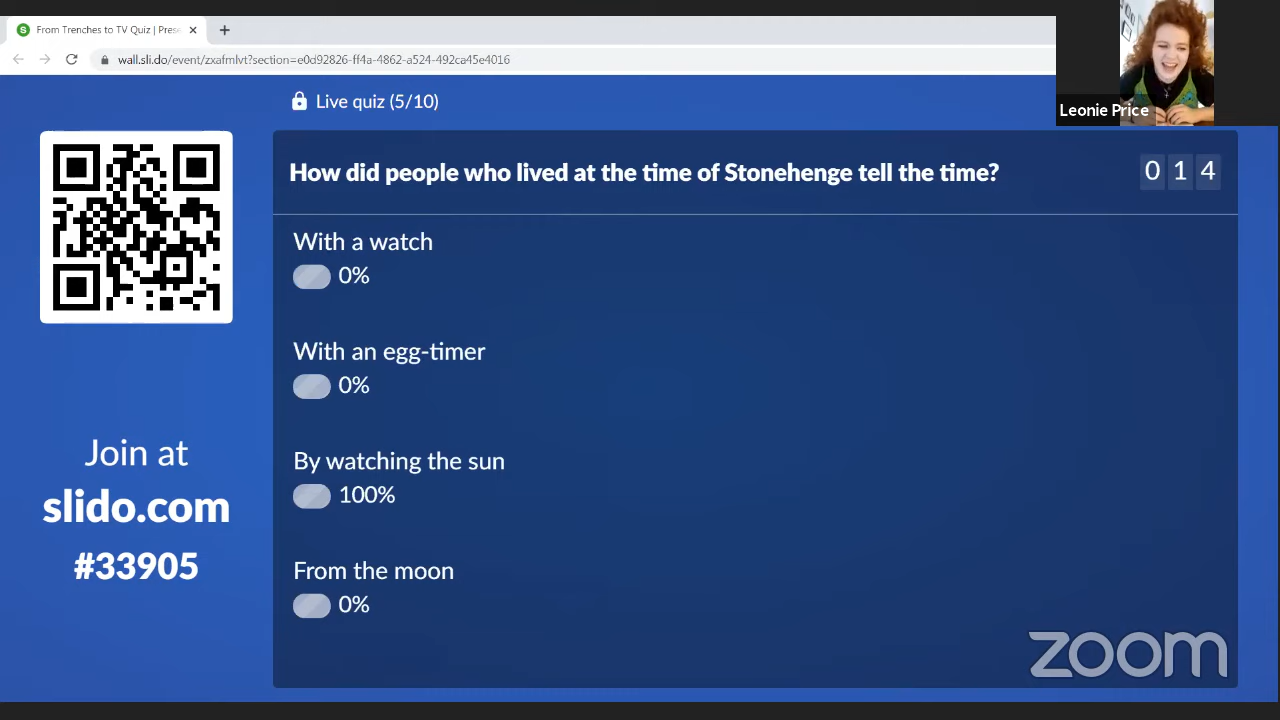 From Trenches to TV Quiz | Prese
wall.sli.do/event/zxafmlvt?section=e0d92826-ff4a-4862-a524-492ca45e4016
Leonie Price
Live quiz (5/10)
How did people who lived at the time of Stonehenge tell the time?
0 1 4
With a watch
0%
With an egg-timer
0%
By watching the sun
100%
From the moon
0%
Join at
slido.com
#33905
zoom